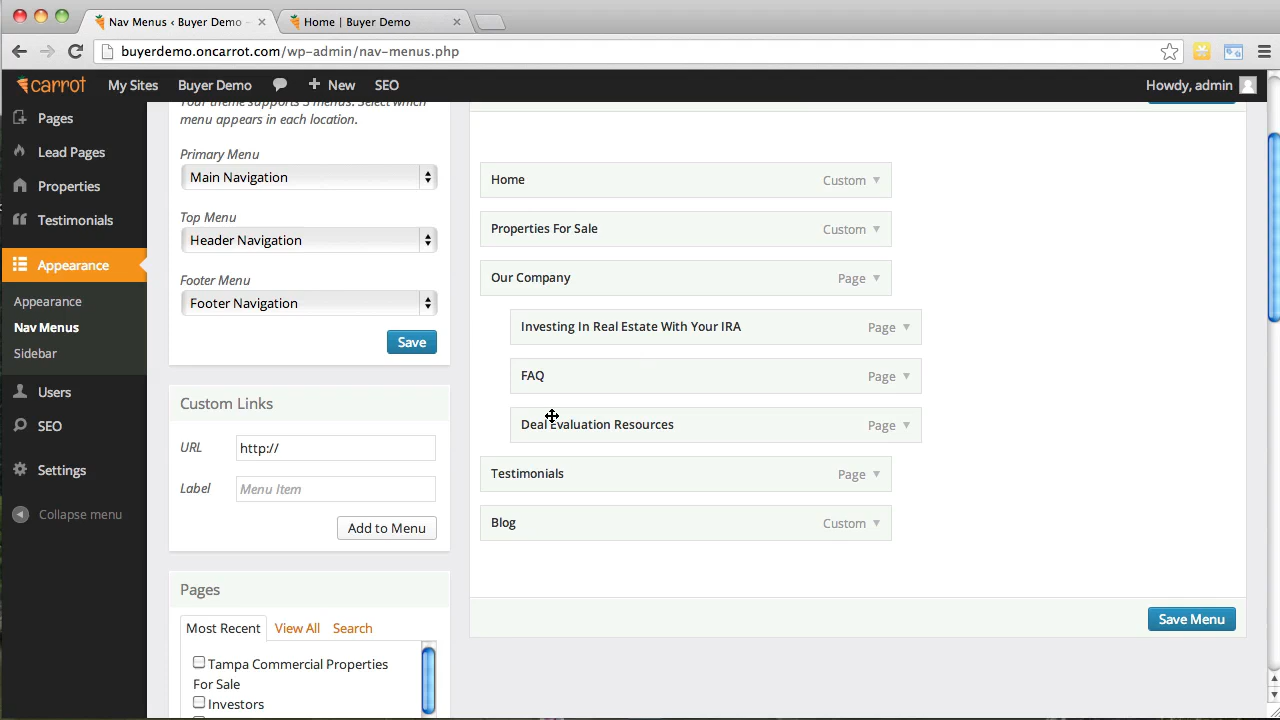 Nav Menus ‹ Buyer Demo
Home | Buyer Demo
buyerdemo.oncarrot.com/wp-admin/nav-menus.php
carrot
My Sites
Buyer Demo
New
SEO
Howdy, admin
Pages
Lead Pages
Properties
Testimonials
Appearance
Appearance
Nav Menus
Sidebar
Users
SEO
Settings
Collapse menu
Your theme supports 3 menus. Select which
menu appears in each location.
Primary Menu
Main Navigation
Top Menu
Header Navigation
Footer Menu
Footer Navigation
Save
Custom Links
URL
http://
Label
Menu Item
Add to Menu
Pages
Most Recent
View All
Search
Tampa Commercial Properties
For Sale
Investors
Home
Custom
Properties For Sale
Custom
Our Company
Page
Investing In Real Estate With Your IRA
Page
FAQ
Page
Deal Evaluation Resources
Page
Testimonials
Page
Blog
Custom
Save Menu